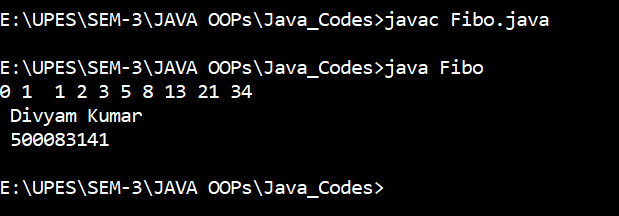 E:\UPES\SEM-3\JAVA OOPs\Java_Codes>javac Fibo.java
E:\UPES\SEM-3\JAVA OOPs\Java_Codes>java Fibo
0 1  1 2 3 5 8 13 21 34
 Divyam Kumar
 500083141
E:\UPES\SEM-3\JAVA OOPs\Java_Codes>